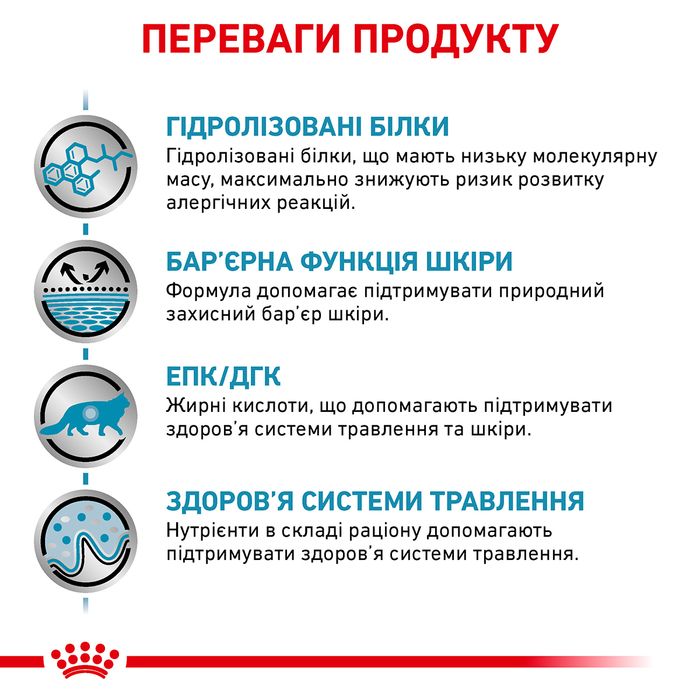 ПЕРЕВАГИ ПРОДУКТУ
ГІДРОЛІЗОВАНІ БІЛКИ
Гідролізовані білки, що мають низьку молекулярну
масу, максимально знижують ризик розвитку
алергічних реакцій.
БАР’ЄРНА ФУНКЦІЯ ШКІРИ
Формула допомагає підтримувати природний
захисний бар’єр шкіри.
ЕПК/ДГК
Жирні кислоти, що допомагають підтримувати
здоров’я системи травлення та шкіри.
ЗДОРОВ’Я СИСТЕМИ ТРАВЛЕННЯ
Нутрієнти в складі раціону допомагають
підтримувати здоров’я системи травлення.